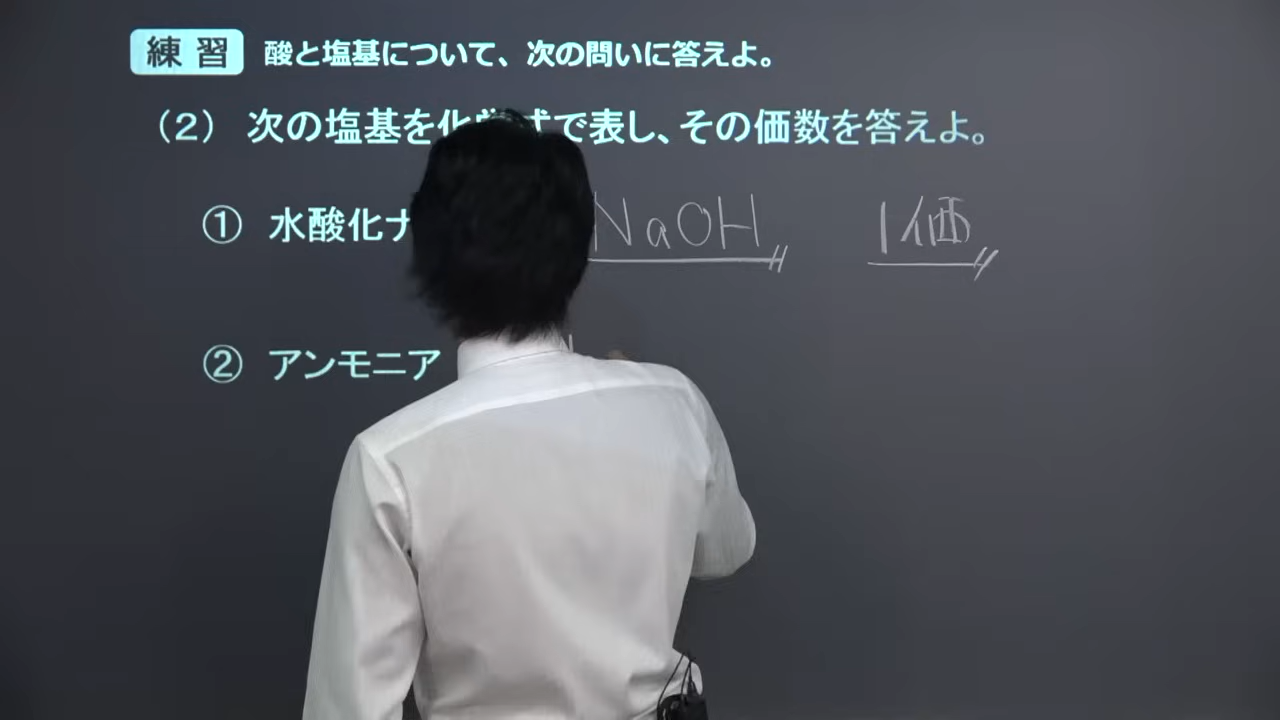 練習 酸と塩基について、次の問いに答えよ。
(2) 次の塩基を化学式で表し、その価数を答えよ。
① 水酸化ナ NaOH 1価
② アンモニア